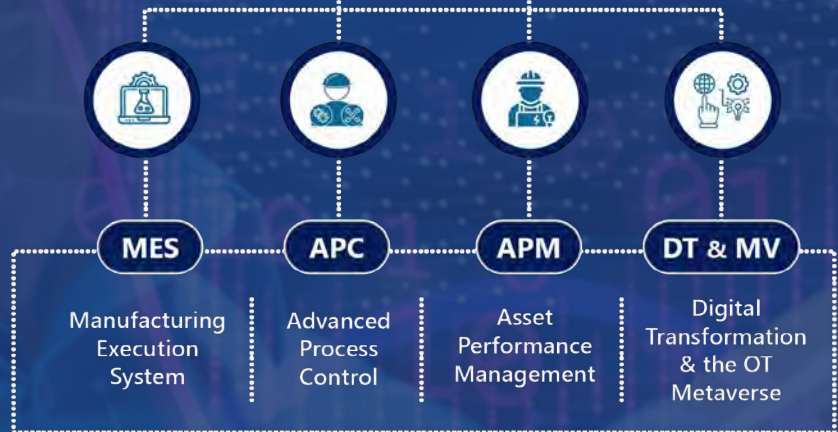 MES
APC
APM
DT & MV
Manufacturing
Execution
System
Advanced
Process
Control
Asset
Performance
Management
Digital
Transformation
& the OT
Metaverse